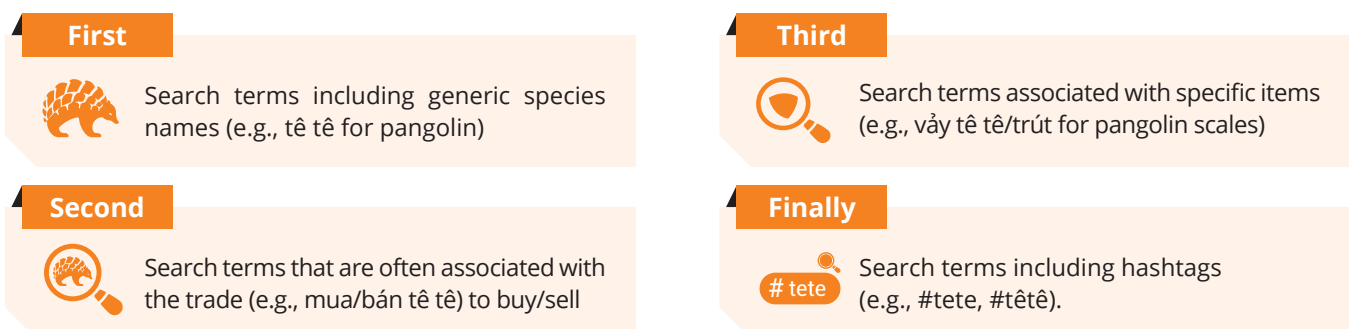 First
Search terms including generic species
names (e.g., tê tê for pangolin)
Second
Search terms that are often associated with
the trade (e.g., mua/bán tê tê) to buy/sell
Third
Search terms associated with specific items
(e.g., vảy tê tê/trút for pangolin scales)
Finally
# tete
Search terms including hashtags
(e.g., #tete, #têtê).